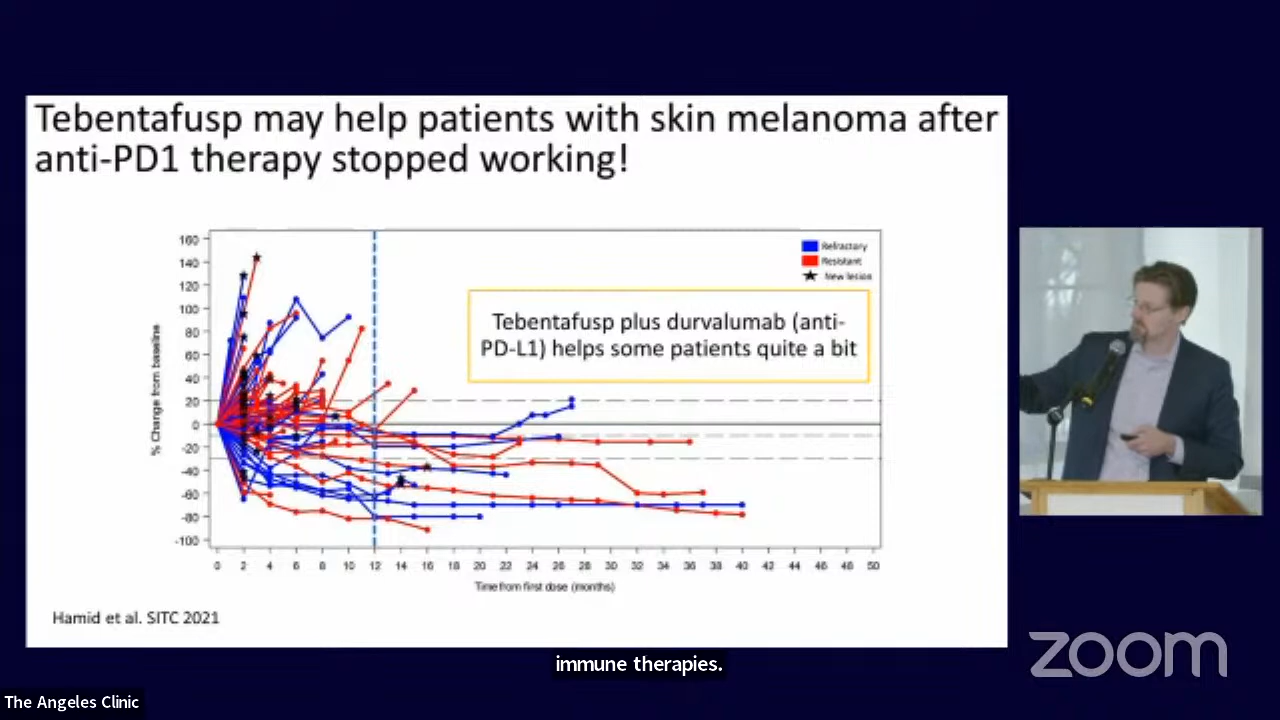 Tebentafusp may help patients with skin melanoma after
anti-PD1 therapy stopped working!
160
140
120
100
80
60
40
20
0
-20
-40
-60
-80
-100
% Change from baseline
Refractory
Resistant
New lesion
Tebentafusp plus durvalumab (anti-
PD-L1) helps some patients quite a bit
0 2 4 6 8 10 12 14 16 18 20 22 24 26 28 30 32 34 36 38 40 42 44 46 48 50
Time from first dose (months)
Hamid et al. SITC 2021
immune therapies.
zoom
The Angeles Clinic